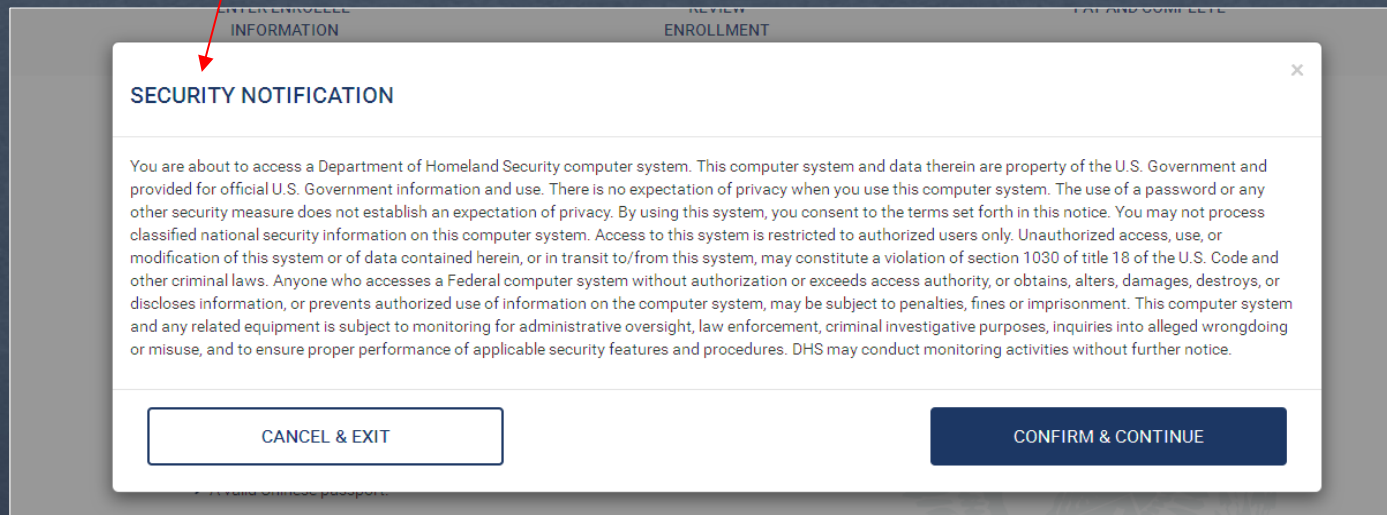 ENTER ENROLLEE
INFORMATION
REVIEW
ENROLLMENT
PAY AND COMPLETE
×
SECURITY NOTIFICATION
You are about to access a Department of Homeland Security computer system. This computer system and data therein are property of the U.S. Government and
provided for official U.S. Government information and use. There is no expectation of privacy when you use this computer system. The use of a password or any
other security measure does not establish an expectation of privacy. By using this system, you consent to the terms set forth in this notice. You may not process
classified national security information on this computer system. Access to this system is restricted to authorized users only. Unauthorized access, use, or
modification of this system or of data contained herein, or in transit to/from this system, may constitute a violation of section 1030 of title 18 of the U.S. Code and
other criminal laws. Anyone who accesses a Federal computer system without authorization or exceeds access authority, or obtains, alters, damages, destroys, or
discloses information, or prevents authorized use of information on the computer system, may be subject to penalties, fines or imprisonment. This computer system
and any related equipment is subject to monitoring for administrative oversight, law enforcement, criminal investigative purposes, inquiries into alleged wrongdoing
or misuse, and to ensure proper performance of applicable security features and procedures. DHS may conduct monitoring activities without further notice.
CANCEL & EXIT
CONFIRM & CONTINUE
A valid Chinese passport.